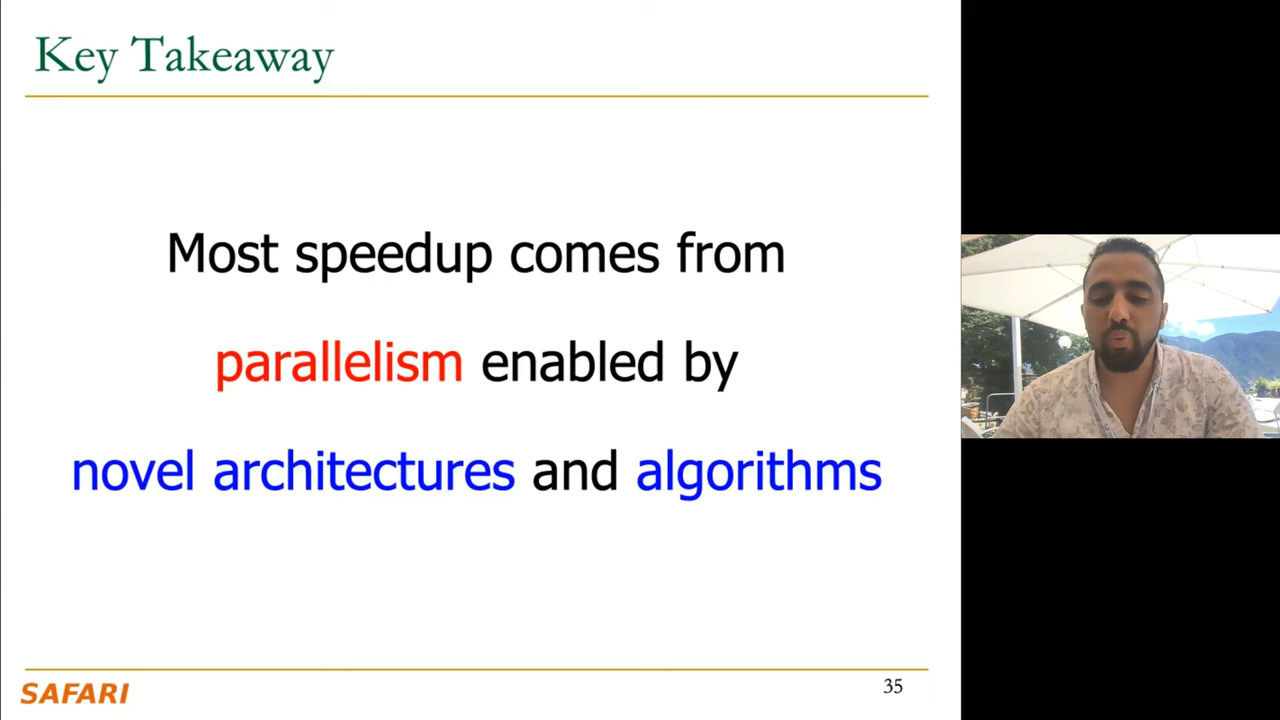 Key Takeaway
Most speedup comes from
parallelism enabled by
novel architectures and algorithms
SAFARI
35